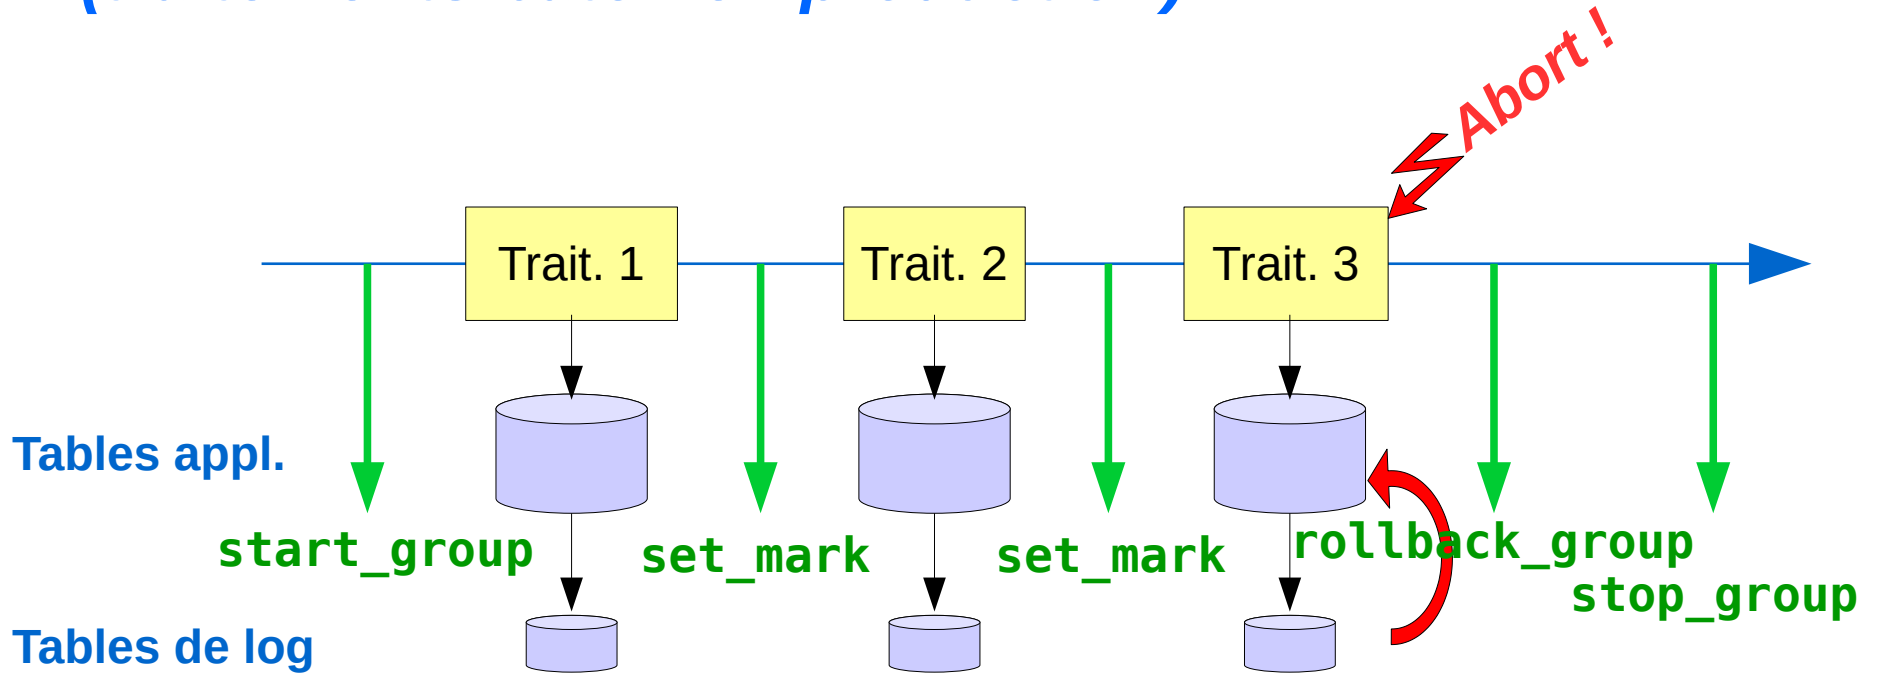 Abort !
Trait. 1 Trait. 2 Trait. 3
Tables appl.
start_group set_mark set_mark rollback_group
stop_group
Tables de log